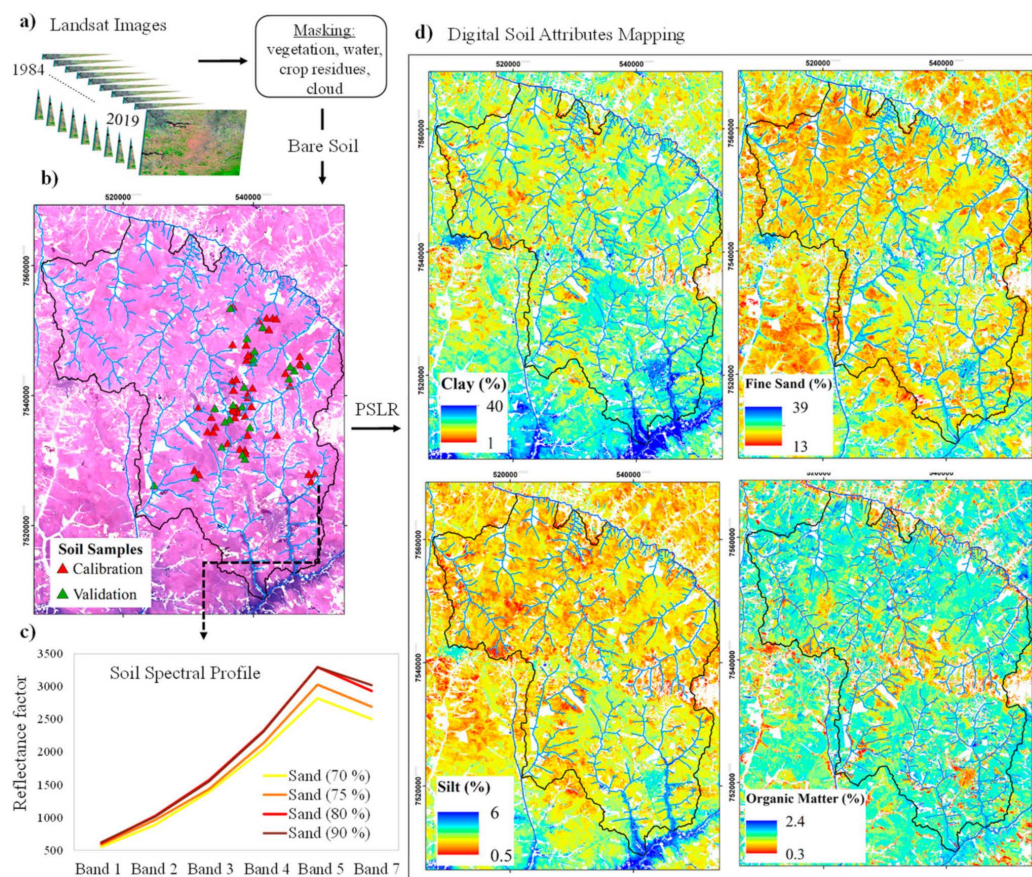 a)
Landsat Images
1984
2019
Masking:
vegetation, water,
crop residues,
cloud
Bare Soil
b)
520000
540000
7560000
7540000
7520000
Soil Samples
Calibration
Validation
PSLR
c)
Soil Spectral Profile
Reflectance factor
3500
3000
2500
2000
1500
1000
500
Sand (70 %)
Sand (75 %)
Sand (80 %)
Sand (90 %)
Band 1 Band 2 Band 3 Band 4 Band 5 Band 7
d)
Digital Soil Attributes Mapping
520000
540000
7560000
7540000
7520000
Clay (%)
40
1
520000
540000
7560000
7540000
7520000
Fine Sand (%)
39
13
520000
540000
7560000
7540000
7520000
Silt (%)
6
0.5
520000
540000
7560000
7540000
7520000
Organic Matter (%)
2.4
0.3